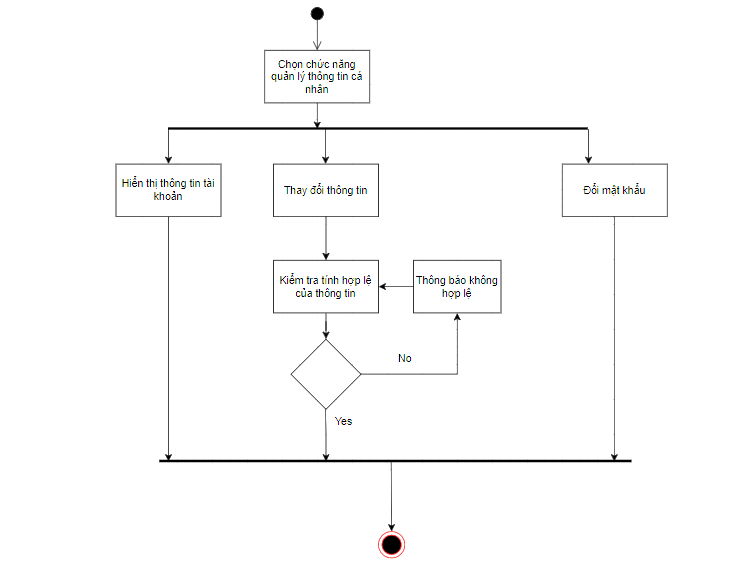 Chọn chức năng
quản lý thông tin cá
nhân
Hiển thị thông tin tài
khoản
Thay đổi thông tin
Đổi mật khẩu
Kiểm tra tính hợp lệ
của thông tin
Thông báo không
hợp lệ
No
Yes